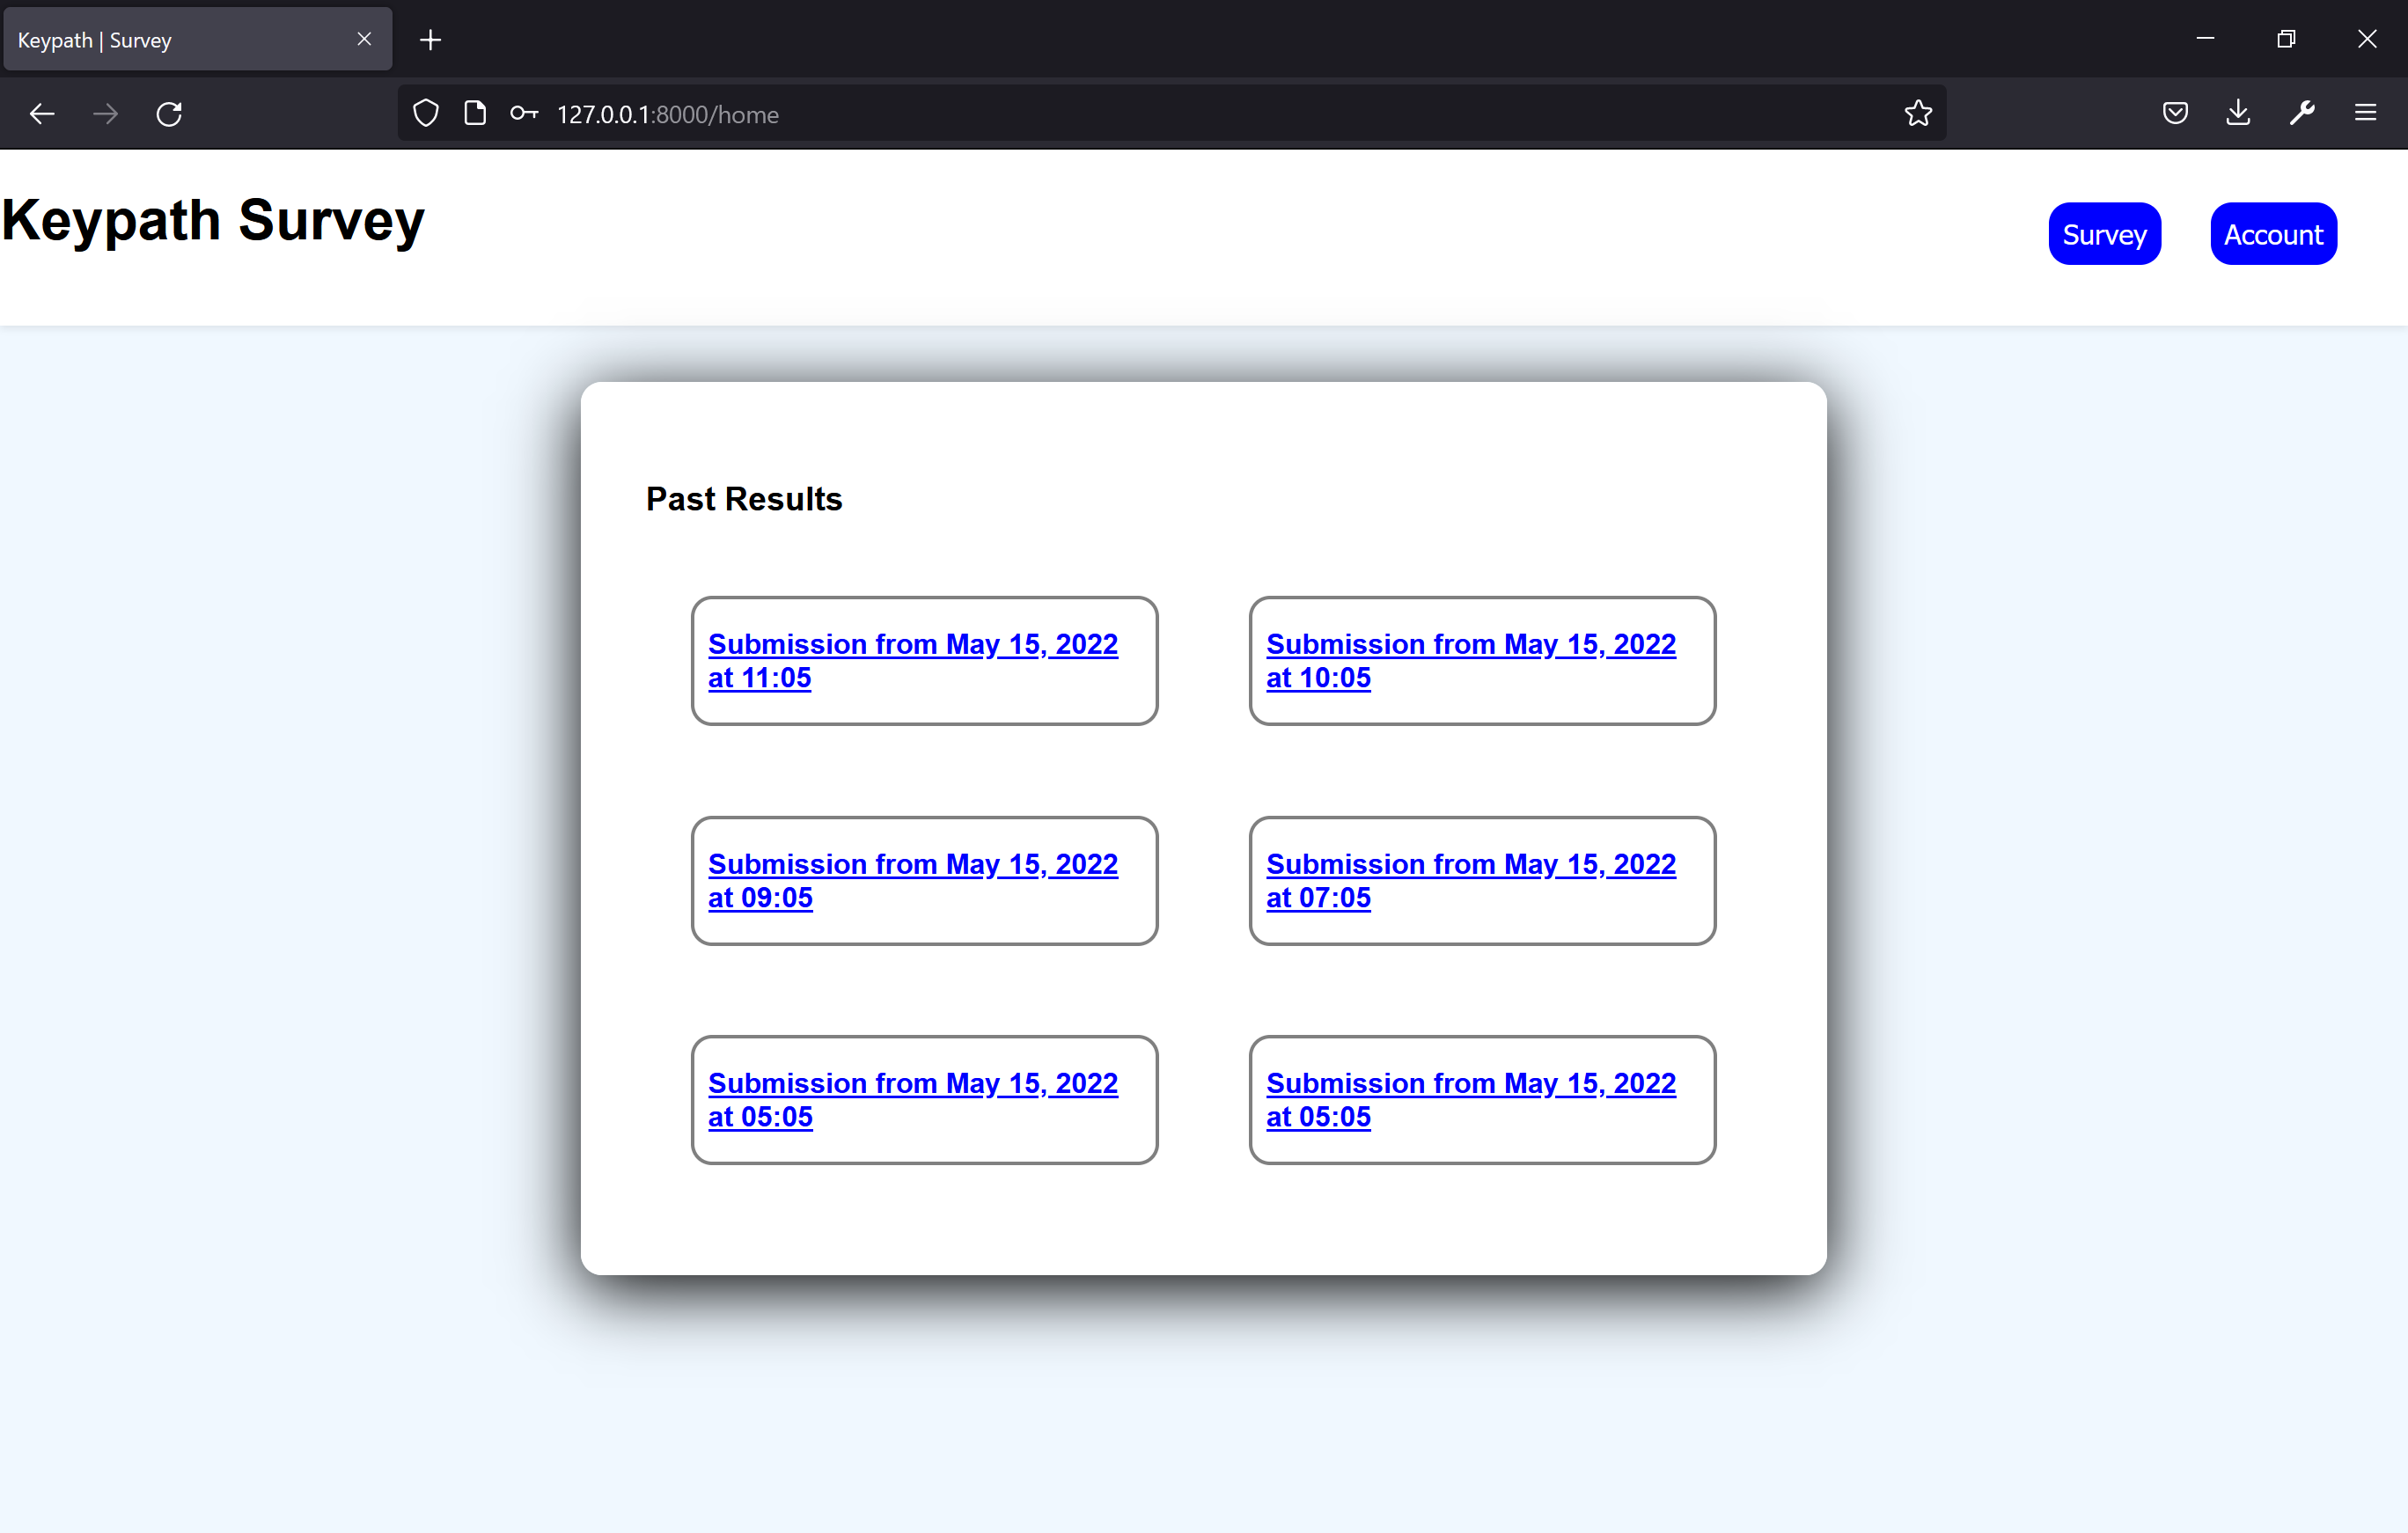 Keypath | Survey
127.0.0.1:8000/home
Keypath Survey
Survey
Account
Past Results
Submission from May 15, 2022
at 11:05
Submission from May 15, 2022
at 10:05
Submission from May 15, 2022
at 09:05
Submission from May 15, 2022
at 07:05
Submission from May 15, 2022
at 05:05
Submission from May 15, 2022
at 05:05